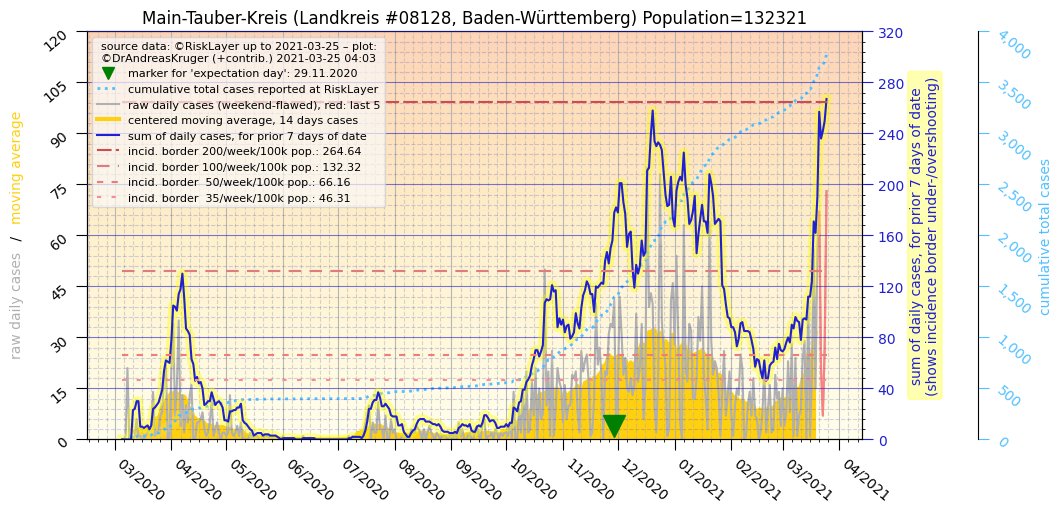 Main-Tauber-Kreis (Landkreis #08128, Baden-Württemberg) Population=132321
source data: ©RiskLayer up to 2021-03-25 – plot:
©DrAndreasKruger (+contrib.) 2021-03-25 04:03
marker for 'expectation day': 29.11.2020
cumulative total cases reported at RiskLayer
raw daily cases (weekend-flawed), red: last 5
centered moving average, 14 days cases
sum of daily cases, for prior 7 days of date
incid. border 200/week/100k pop.: 264.64
incid. border 100/week/100k pop.: 132.32
incid. border  50/week/100k pop.: 66.16
incid. border  35/week/100k pop.: 46.31
raw daily cases / moving average
120
105
90
75
60
45
30
15
0
03/2020
04/2020
05/2020
06/2020
07/2020
08/2020
09/2020
10/2020
11/2020
12/2020
01/2021
02/2021
03/2021
04/2021
320
280
240
200
160
120
80
40
0
sum of daily cases, for prior 7 days of date
(shows incidence border under-/overshooting)
4,000
3,500
3,000
2,500
2,000
1,500
1,000
500
0
cumulative total cases